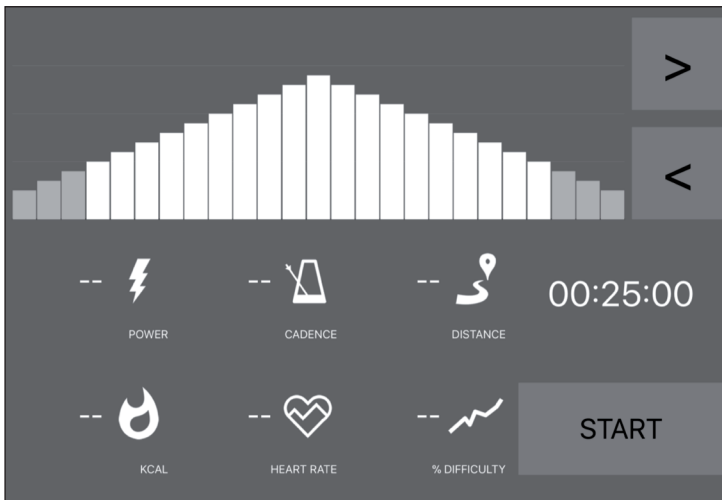 >
<
-- -- -- 00:25:00
POWER CADENCE DISTANCE
-- -- -- START
KCAL HEART RATE % DIFFICULTY